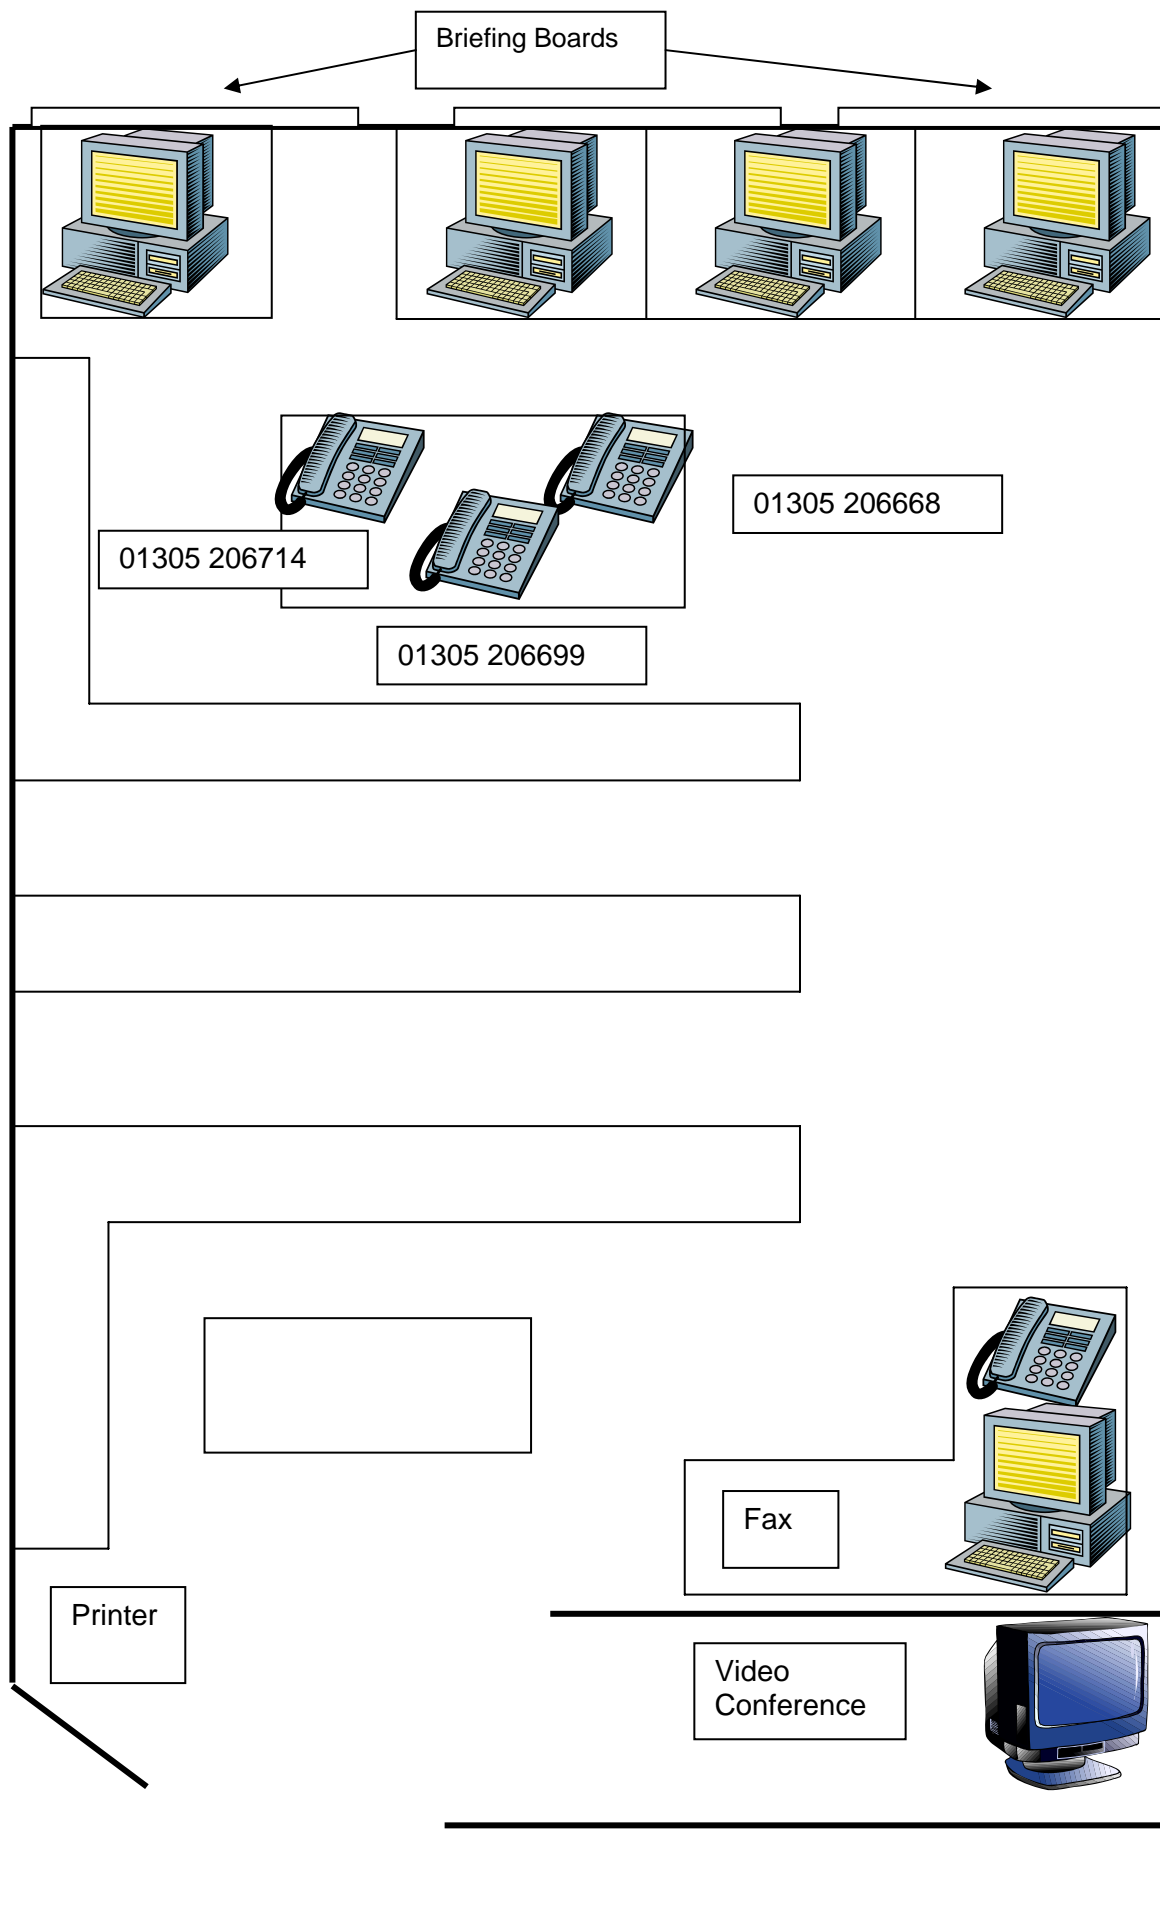 Briefing Boards
01305 206668
01305 206714
01305 206699
Fax
Printer
Video
Conference